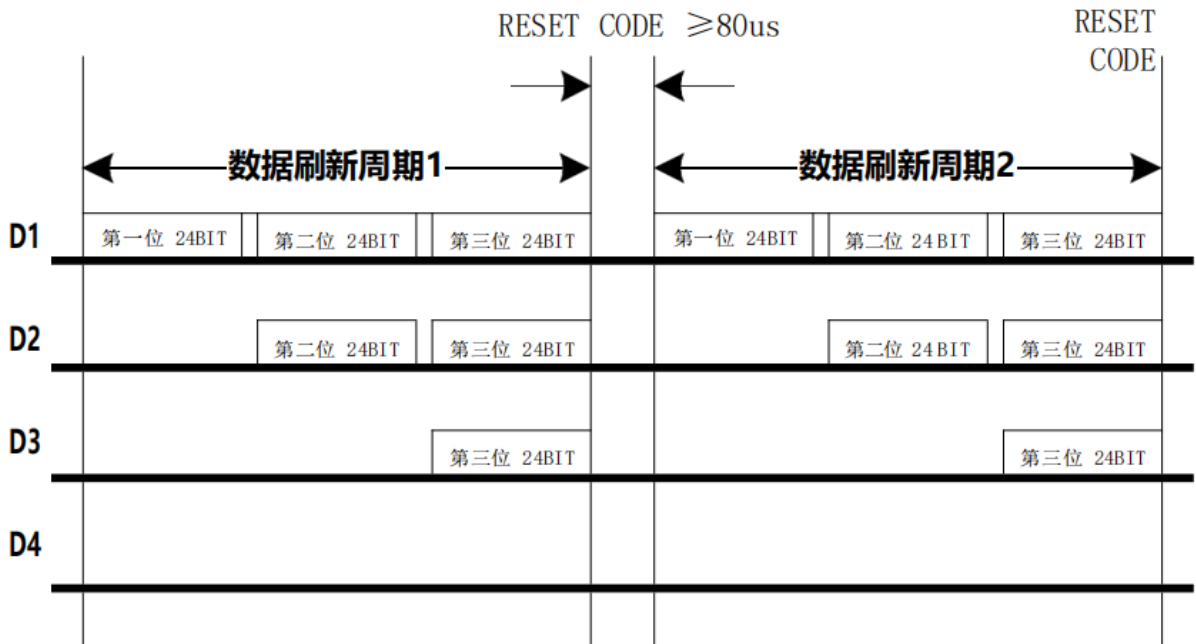 RESET CODE ≥80us
RESET
CODE
数据刷新周期1
数据刷新周期2
D1
第一位 24BIT
第二位 24BIT
第三位 24BIT
第一位 24BIT
第二位 24BIT
第三位 24BIT
D2
第二位 24BIT
第三位 24BIT
第二位 24BIT
第三位 24BIT
D3
第三位 24BIT
第三位 24BIT
D4